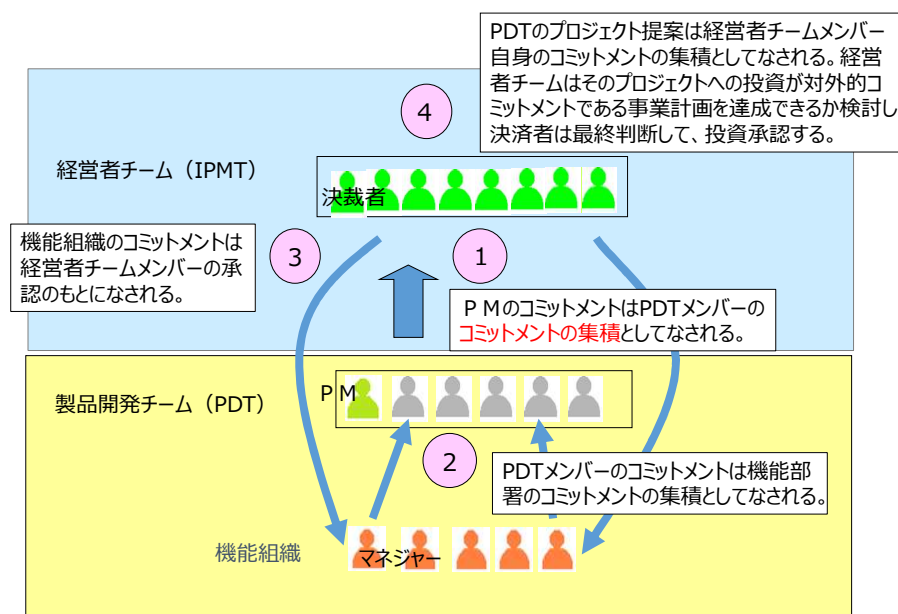 PDTのプロジェクト提案は経営者チームメンバー
自身のコミットメントの集積としてなされる。経営
者チームはそのプロジェクトへの投資が対外的コ
ミットメントである事業計画を達成できるか検討し
決済者は最終判断して、投資承認する。
4
経営者チーム（IPMT）
決裁者
機能組織のコミットメントは
経営者チームメンバーの承
認のもとになされる。
3
1
ＰＭのコミットメントはPDTメンバーの
コミットメントの集積としてなされる。
製品開発チーム（PDT）
ＰＭ
2
PDTメンバーのコミットメントは機能部
署のコミットメントの集積としてなされる。
機能組織
マネジャー